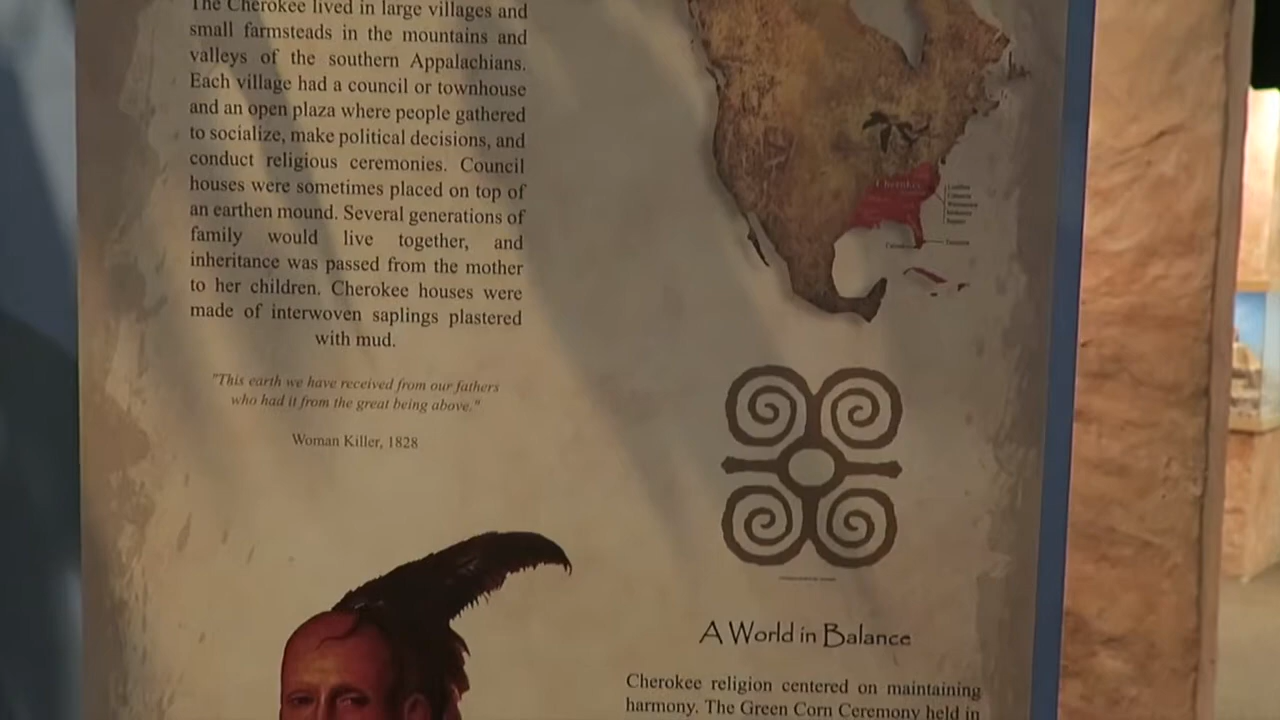 The Cherokee lived in large villages and
small farmsteads in the mountains and
valleys of the southern Appalachians.
Each village had a council or townhouse
and an open plaza where people gathered
to socialize, make political decisions, and
conduct religious ceremonies. Council
houses were sometimes placed on top of
an earthen mound. Several generations of
family would live together, and
inheritance was passed from the mother
to her children. Cherokee houses were
made of interwoven saplings plastered
with mud.
"This earth we have received from our fathers
who had it from the great being above."
Woman Killer, 1828
Cherokee
A World in Balance
Cherokee religion centered on maintaining
harmony. The Green Corn Ceremony held in